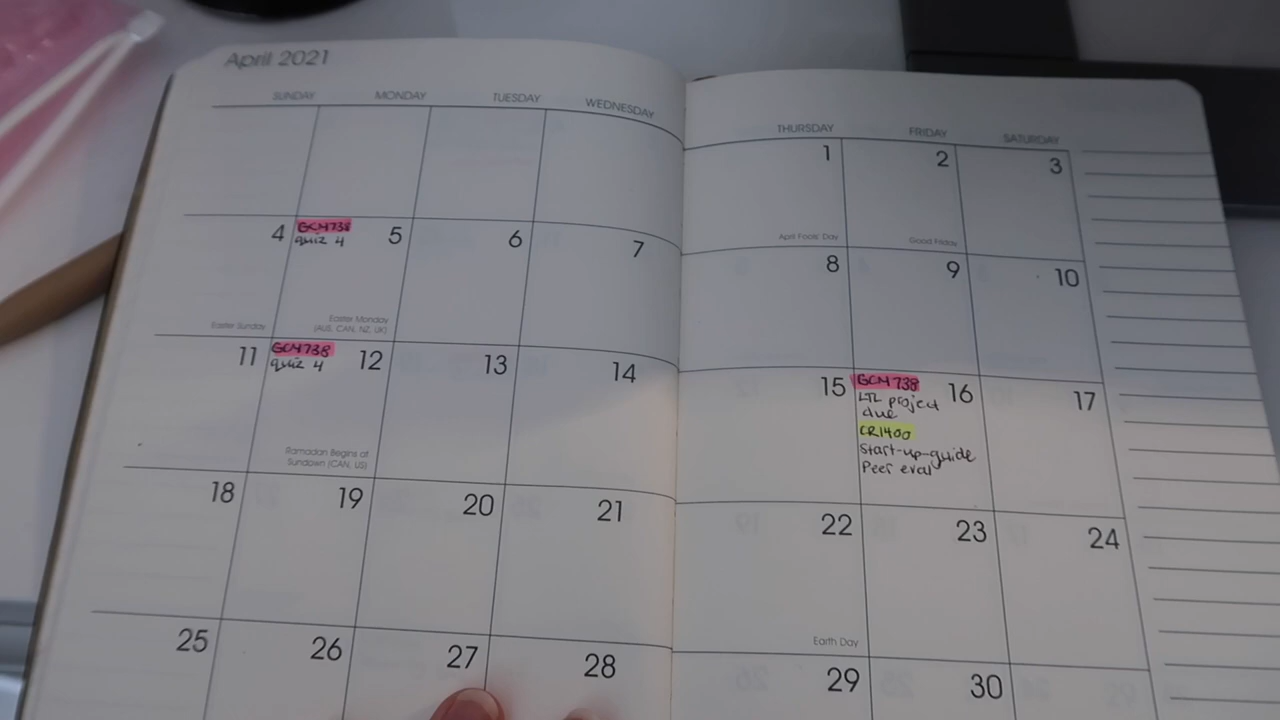 April 2021
SUNDAY MONDAY TUESDAY WEDNESDAY THURSDAY FRIDAY SATURDAY
1 2 3
April Fools' Day Good Friday
4 GCM738 5 6 7 8 9 10
quiz 4
Easter Sunday Easter Monday
(AUS, CAN, NZ, UK)
11 GCM738 12 13 14 15 GCM738 16 17
quiz 4
LTL project
due
CRI400
Start-up-guide
Peer eval
Ramadan Begins at
Sundown (CAN, US)
18 19 20 21 22 23 24
Earth Day
25 26 27 28 29 30